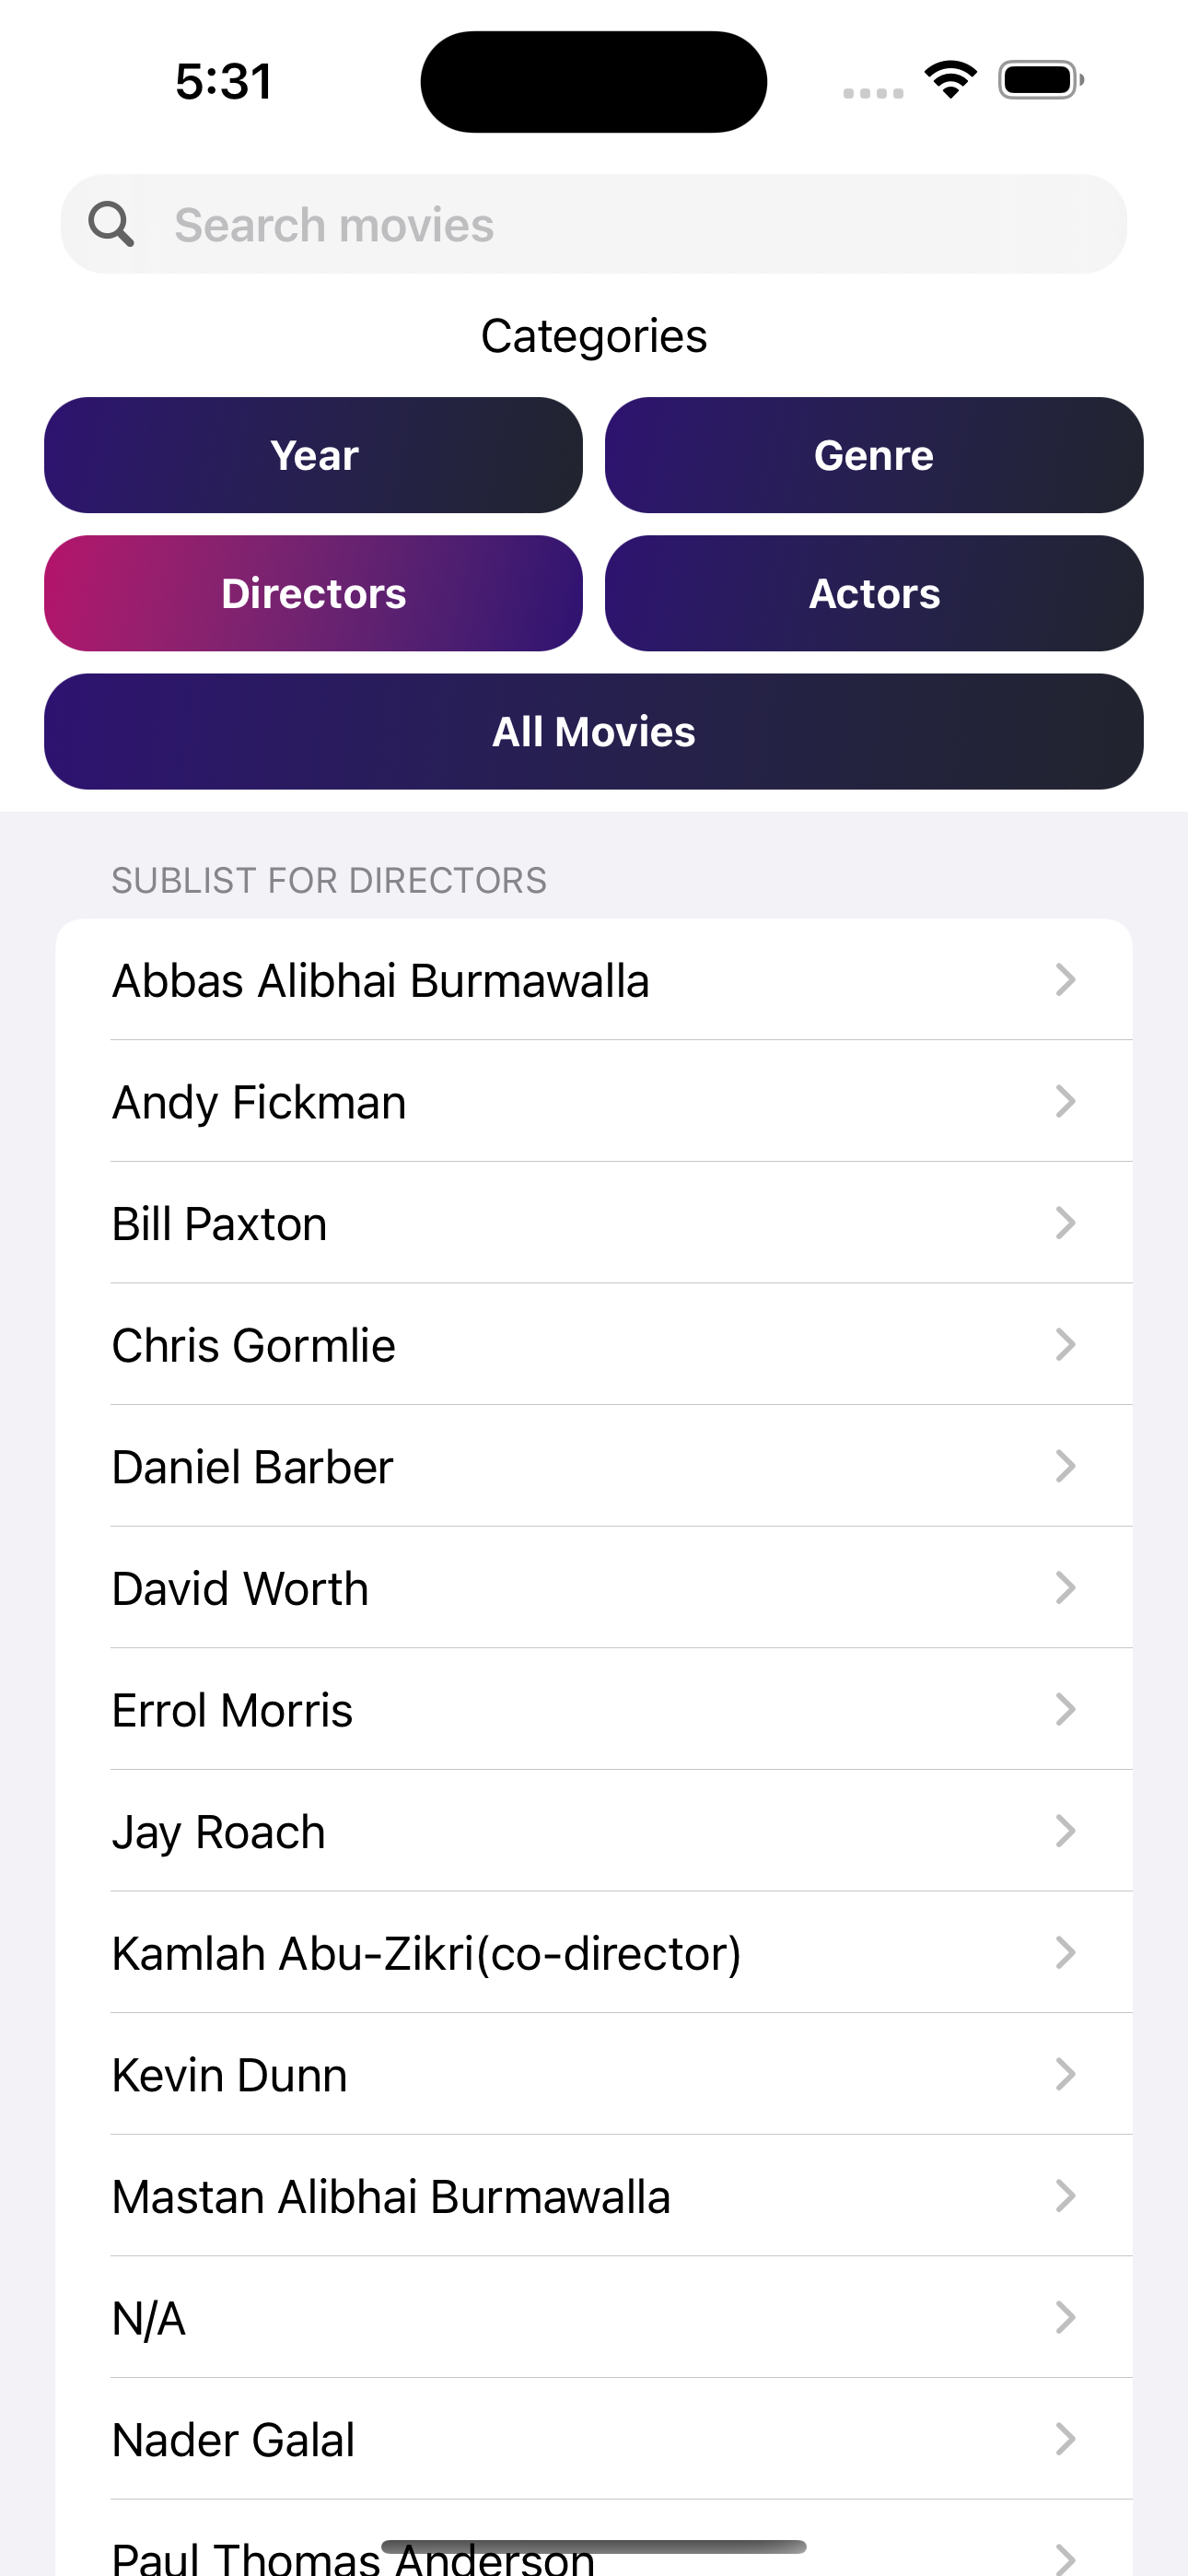 5:31
Search movies
Categories
Year
Genre
Directors
Actors
All Movies
SUBLIST FOR DIRECTORS
Abbas Alibhai Burmawalla
Andy Fickman
Bill Paxton
Chris Gormlie
Daniel Barber
David Worth
Errol Morris
Jay Roach
Kamlah Abu-Zikri(co-director)
Kevin Dunn
Mastan Alibhai Burmawalla
N/A
Nader Galal
Paul Thomas Anderson